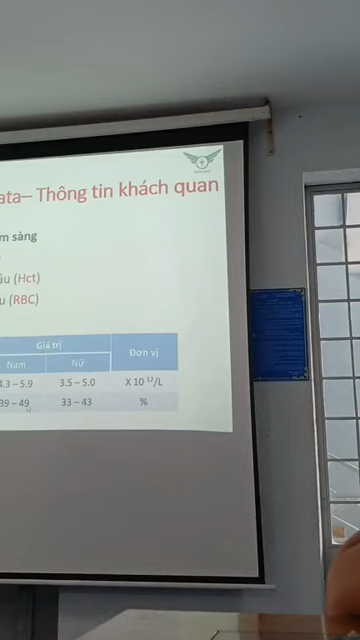 ata– Thông tin khách quan
m sàng
ầu (Hct)
u (RBC)
Giá trị
Đơn vị
Nam
Nữ
4.3 – 5.9
3.5 – 5.0
X 10 12/L
39 – 49
33 – 43
%